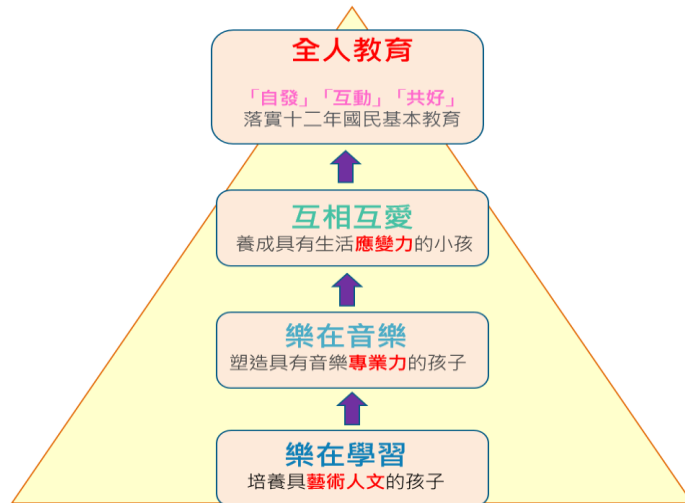 全人教育
「自發」「互動」「共好」
落實十二年國民基本教育
互相互愛
養成具有生活應變力的小孩
樂在音樂
塑造具有音樂專業力的孩子
樂在學習
培養具藝術人文的孩子